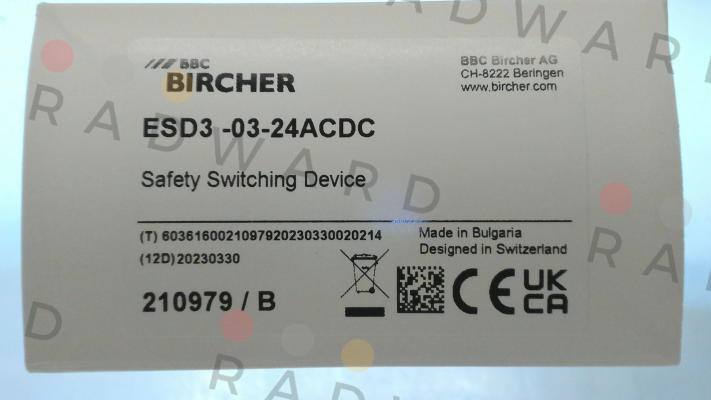 BBC
BIRCHER
BBC Bircher AG
CH-8222 Beringen
www.bircher.com
ESD3 -03-24ACDC
Safety Switching Device
(T) 6036160021097920230330020214
(12D)20230330
Made in Bulgaria
Designed in Switzerland
210979 / B
CE
UK
CA
RADWARD
RADWARD
RADWARD